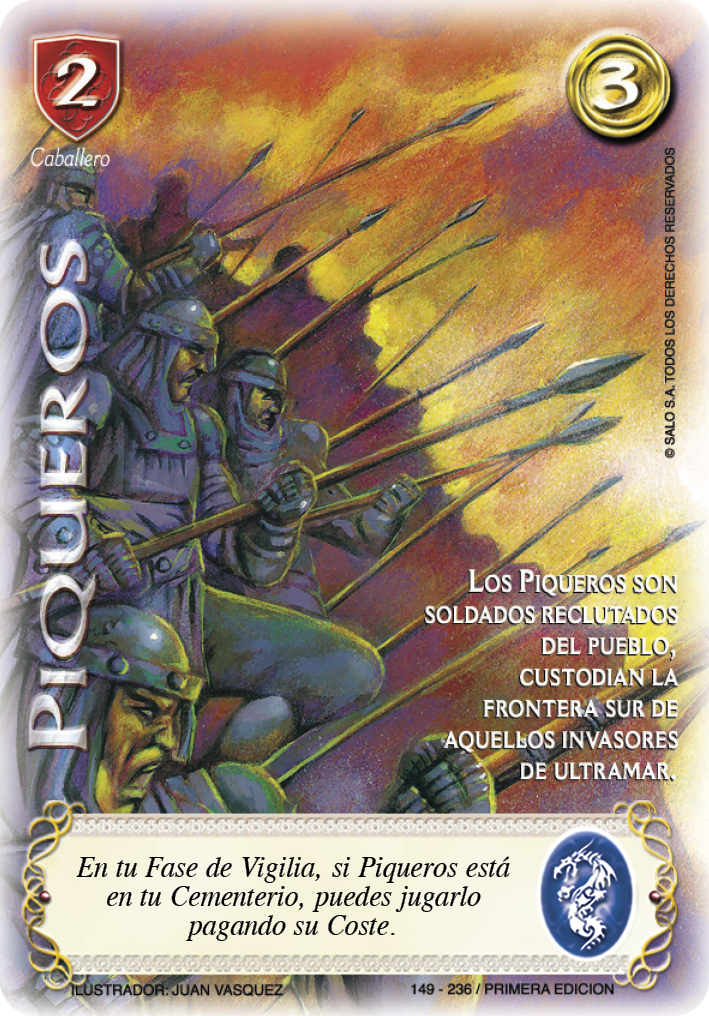 2
3
Caballero
PIQUEROS
© SALO S.A. TODOS LOS DERECHOS RESERVADOS
LOS PIQUEROS SON
SOLDADOS RECLUTADOS
DEL PUEBLO,
CUSTODIAN LA
FRONTERA SUR DE
AQUELLOS INVASORES
DE ULTRAMAR.
En tu Fase de Vigilia, si Piqueros está
en tu Cementerio, puedes jugarlo
pagando su Coste.
ILUSTRADOR: JUAN VASQUEZ
149 - 236 / PRIMERA EDICION